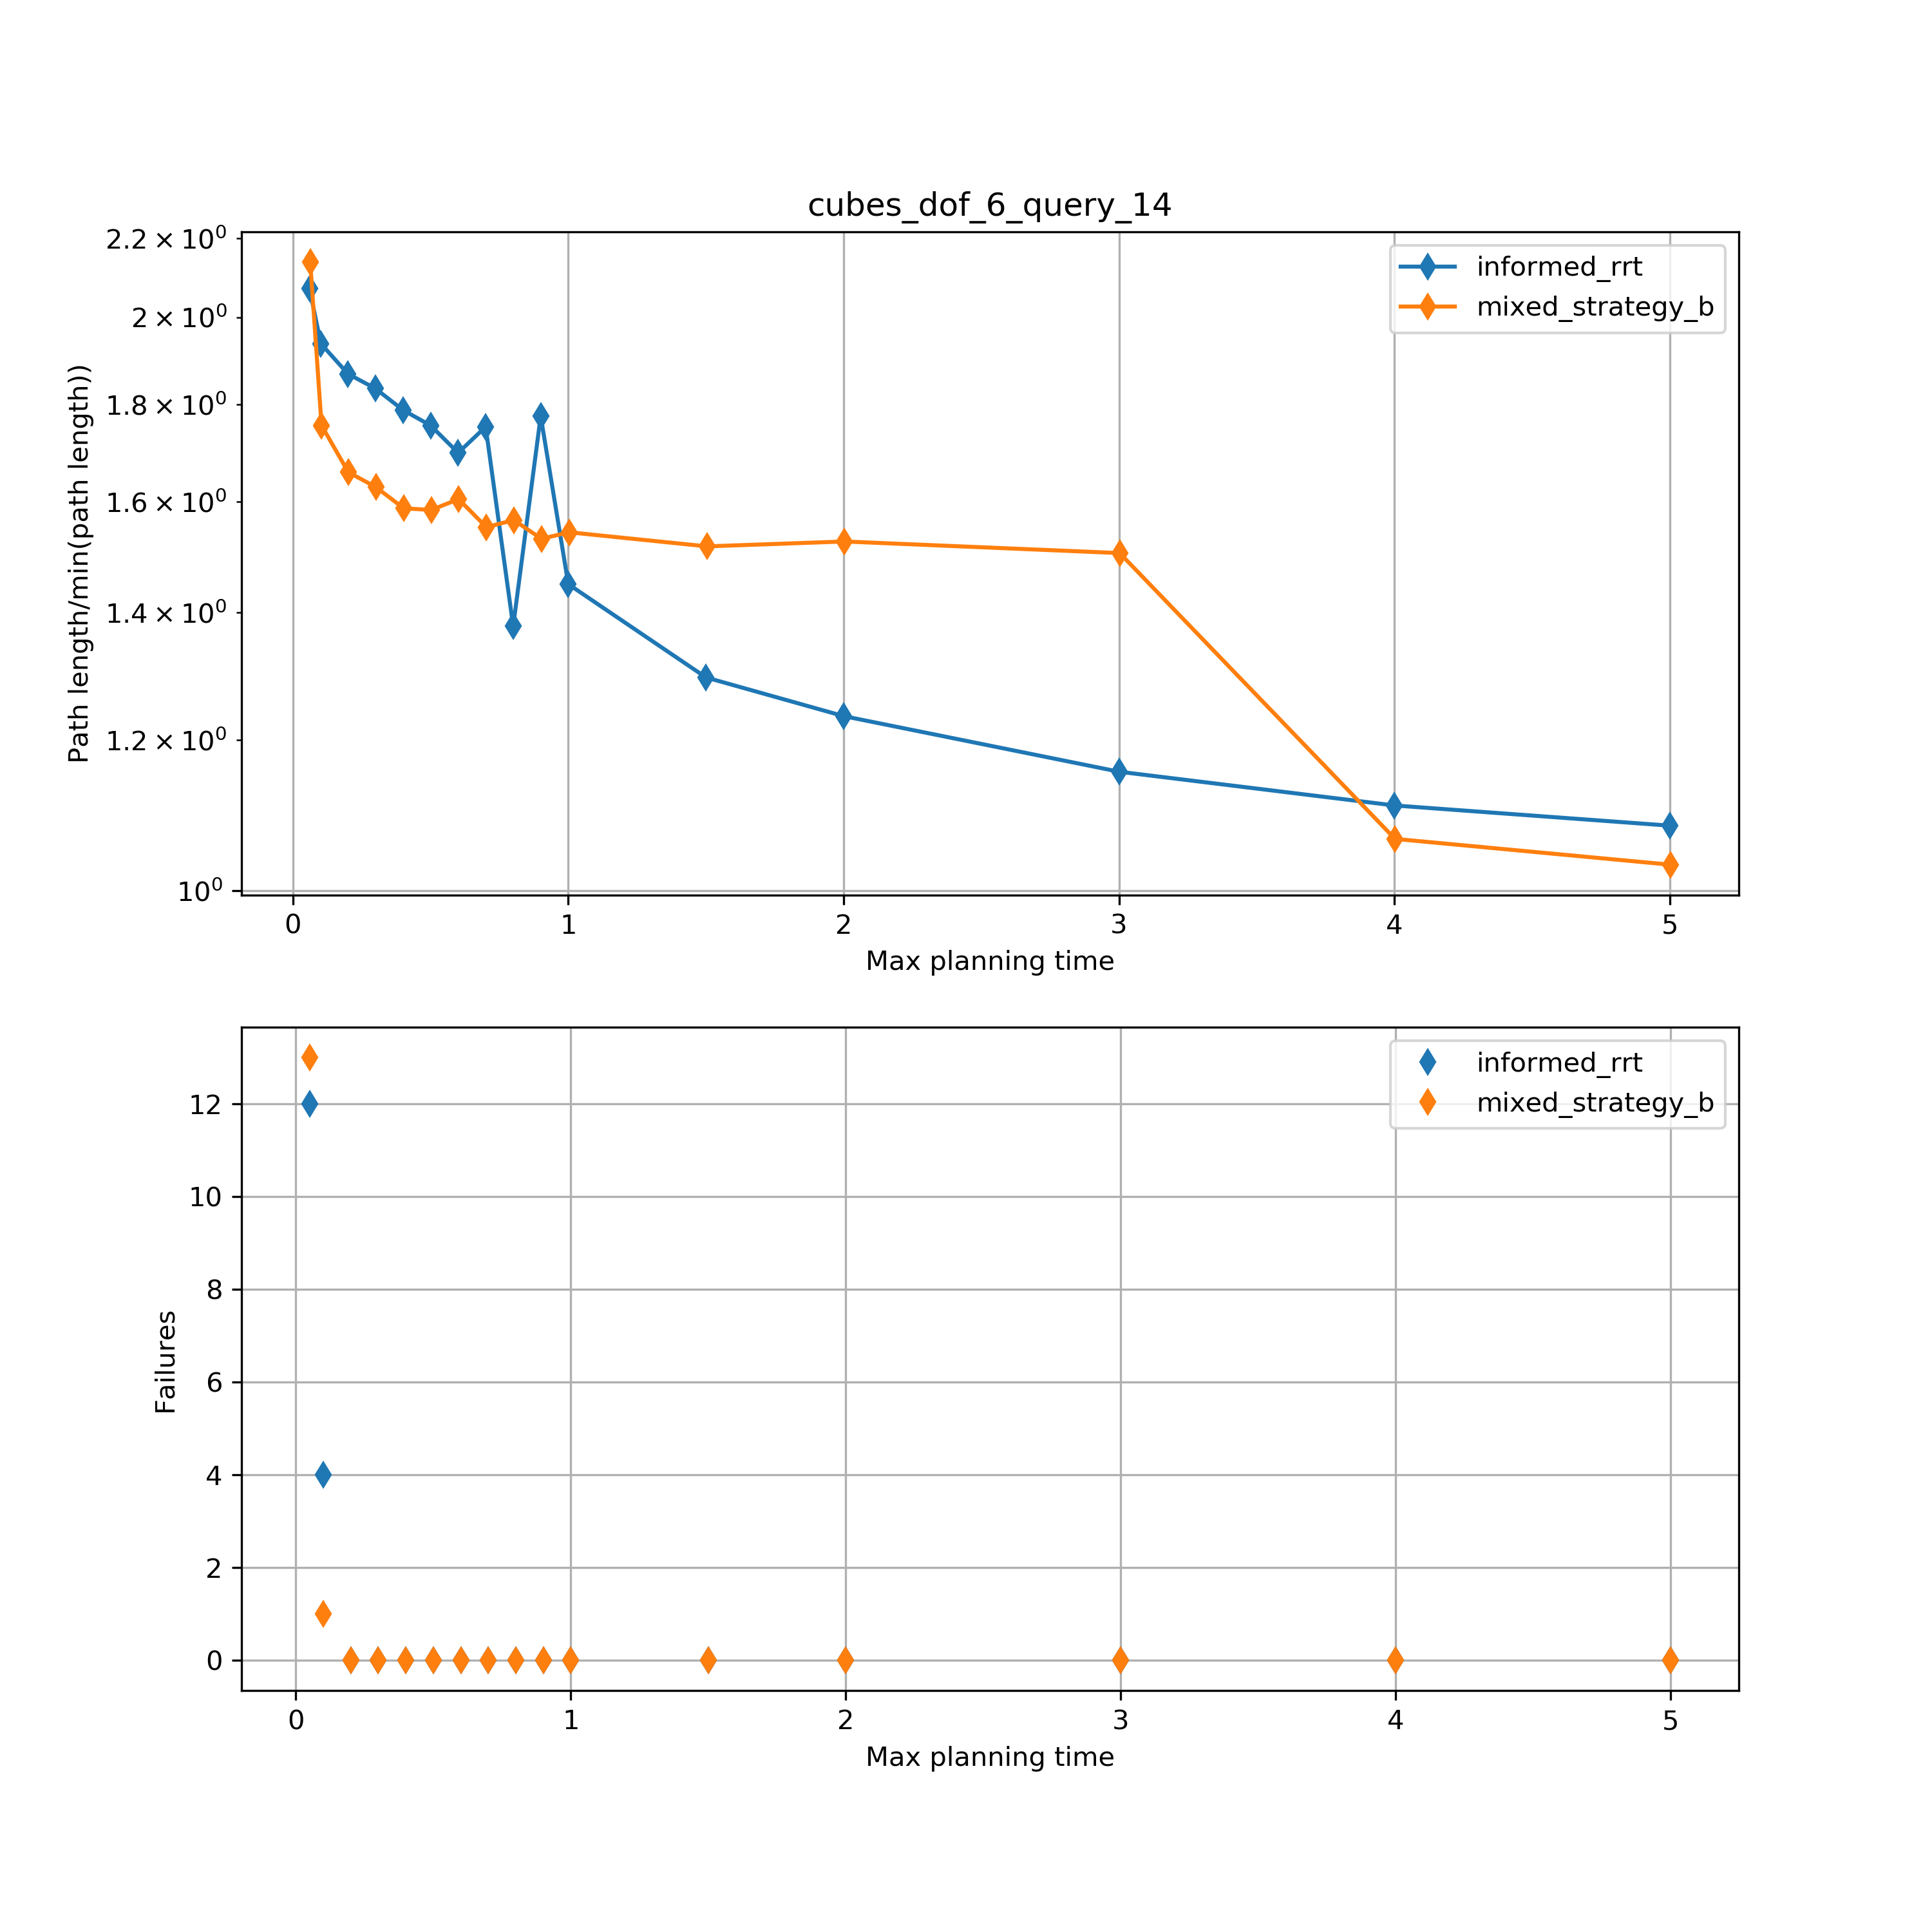 cubes_dof_6_query_14
2.2 × 10⁰
2 × 10⁰
1.8 × 10⁰
1.6 × 10⁰
1.4 × 10⁰
1.2 × 10⁰
10⁰
Path length/min(path length))
informed_rrt
mixed_strategy_b
0 1 2 3 4 5
Max planning time
12
10
8
6
4
2
0
Failures
informed_rrt
mixed_strategy_b
0 1 2 3 4 5
Max planning time